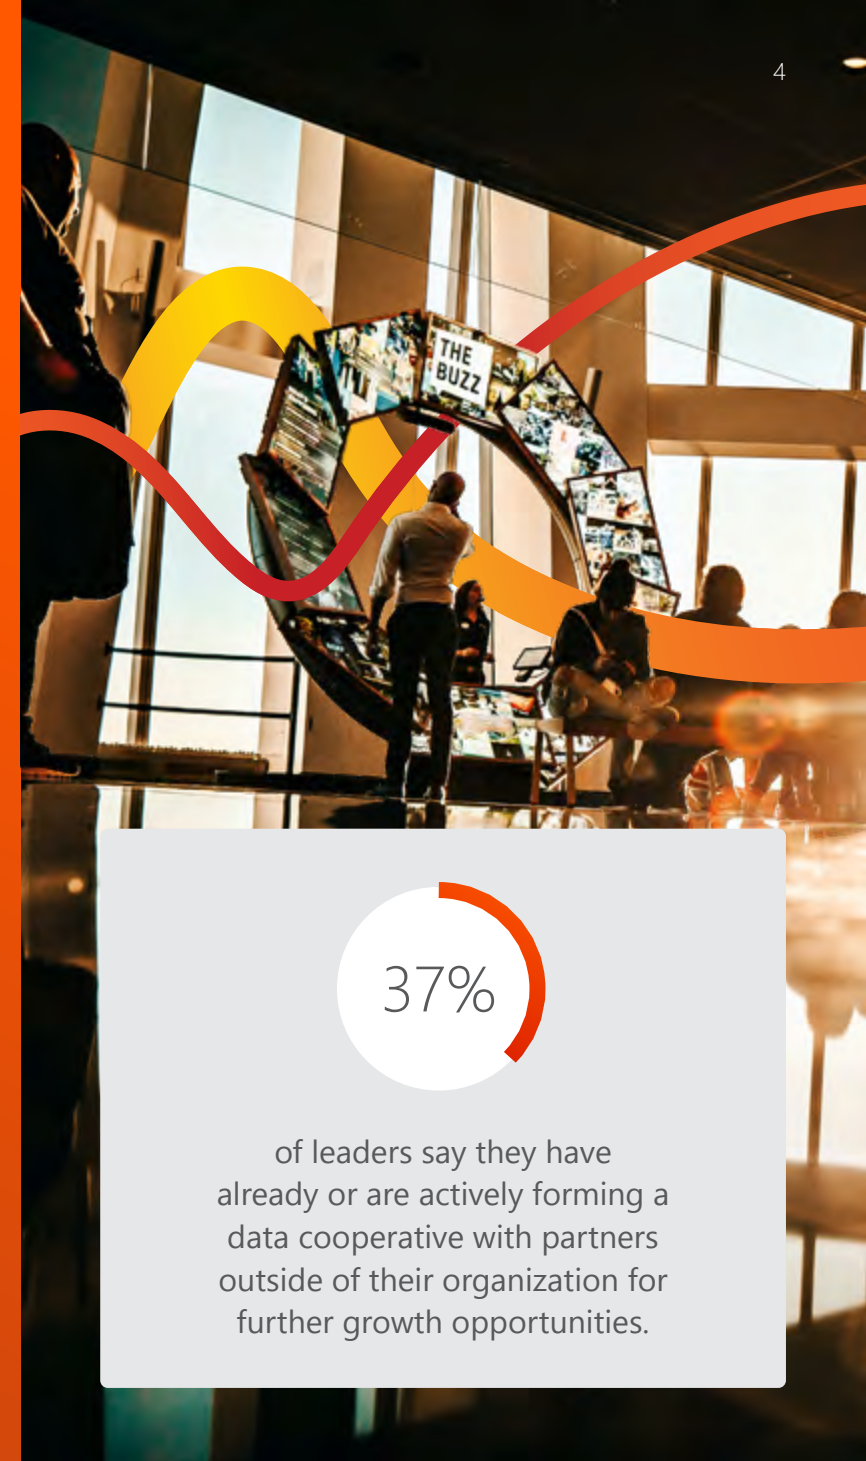 4
THE
BUZZ
37%
of leaders say they have
already or are actively forming a
data cooperative with partners
outside of their organization for
further growth opportunities.